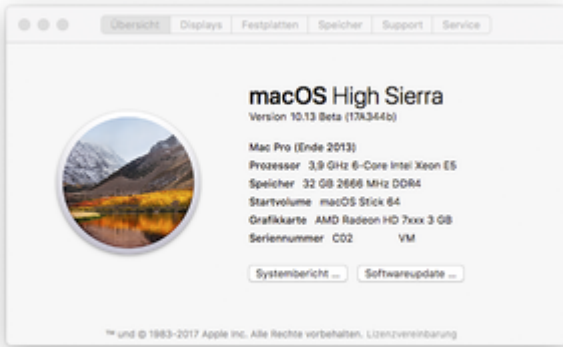 Übersicht Displays Festplatten Speicher Support Service
macOS High Sierra
Version 10.13 Beta (17A344b)
Mac Pro (Ende 2013)
Prozessor 3,9 GHz 6-Core Intel Xeon E5
Speicher 32 GB 2666 MHz DDR4
Startvolume macOS Stick 64
Grafikkarte AMD Radeon HD 7xxx 3 GB
Seriennummer C02 VM
Systembericht ... Softwareupdate ...
™ und © 1983-2017 Apple Inc. Alle Rechte vorbehalten. Lizenzvereinbarung